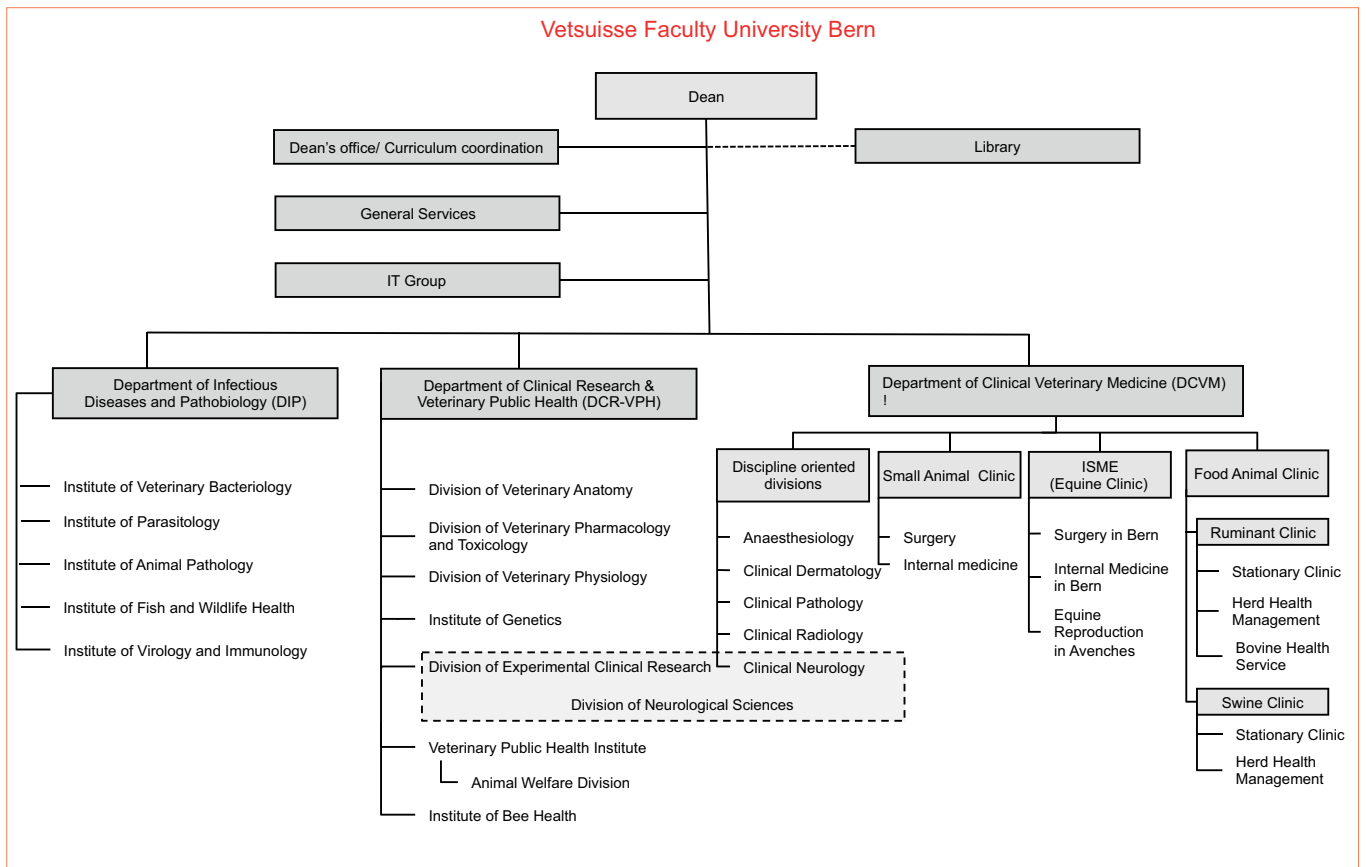 Vetsuisse Faculty University Bern
Dean
Dean's office/ Curriculum coordination
Library
General Services
IT Group
Department of Infectious
Diseases and Pathobiology (DIP)
Institute of Veterinary Bacteriology
Institute of Parasitology
Institute of Animal Pathology
Institute of Fish and Wildlife Health
Institute of Virology and Immunology
Department of Clinical Research &
Veterinary Public Health (DCR-VPH)
Division of Veterinary Anatomy
Division of Veterinary Pharmacology
and Toxicology
Division of Veterinary Physiology
Institute of Genetics
Division of Experimental Clinical Research
Division of Neurological Sciences
Veterinary Public Health Institute
Animal Welfare Division
Institute of Bee Health
Department of Clinical Veterinary Medicine (DCVM)
!
Discipline oriented
divisions
Anaesthesiology
Clinical Dermatology
Clinical Pathology
Clinical Radiology
Clinical Neurology
Small Animal Clinic
Surgery
Internal medicine
ISME
(Equine Clinic)
Surgery in Bern
Internal Medicine
in Bern
Equine
Reproduction
in Avenches
Food Animal Clinic
Ruminant Clinic
Stationary Clinic
Herd Health
Management
Bovine Health
Service
Swine Clinic
Stationary Clinic
Herd Health
Management